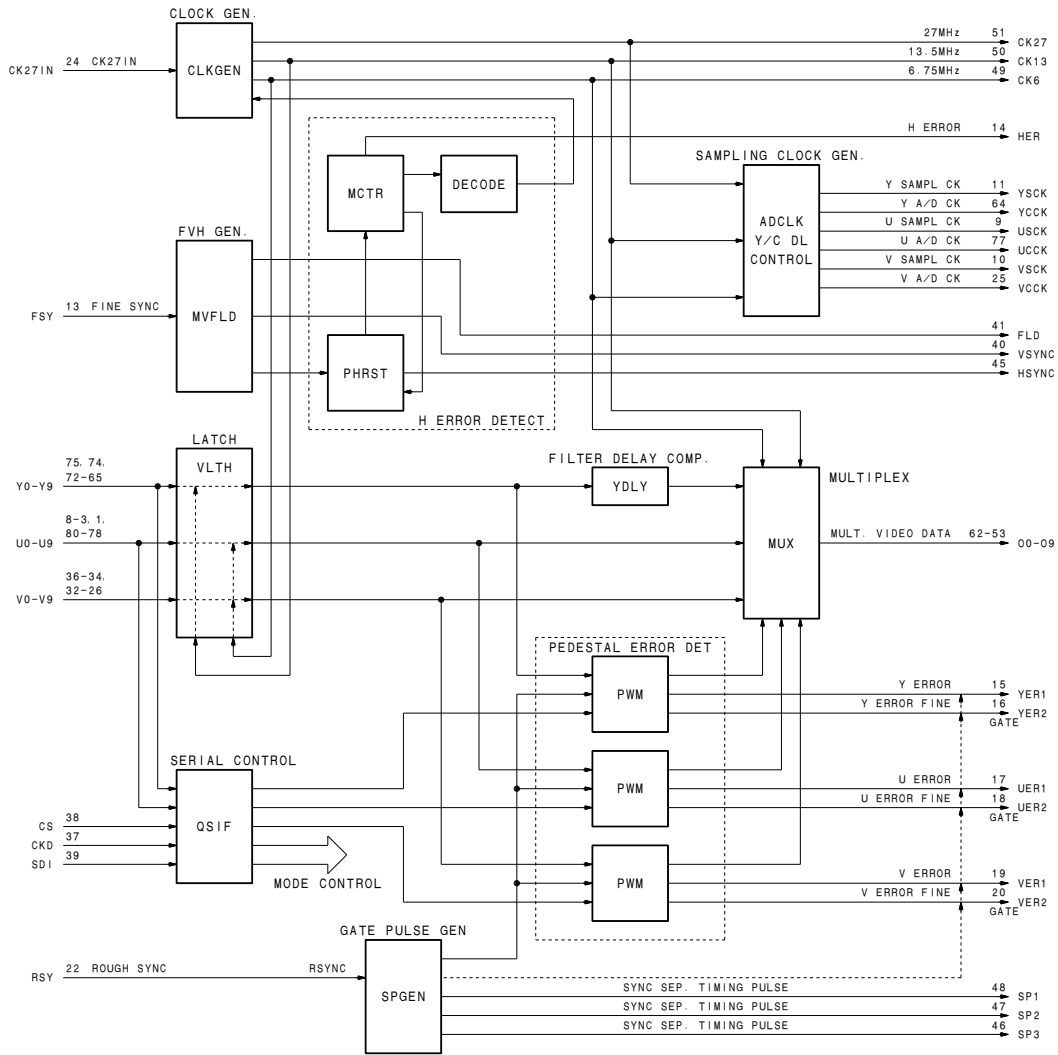 CLOCK GEN.
CK27IN 24 CK27IN
CLKGEN
27MHz 51 CK27
13.5MHz 50 CK13
6.75MHz 49 CK6
H ERROR 14 HER
MCTR
DECODE
SAMPLING CLOCK GEN.
ADCLK
Y/C DL
CONTROL
Y SAMPL CK 11 YSCK
Y A/D CK 64 YCCK
U SAMPL CK 9 USCK
U A/D CK 77 UCCK
V SAMPL CK 10 VSCK
V A/D CK 25 VCCK
FVH GEN.
FSY 13 FINE SYNC
MVFLD
PHRST
H ERROR DETECT
41 FLD
40 VSYNC
45 HSYNC
LATCH
VLTH
75, 74,
Y0-Y9 72-65
8-3, 1,
U0-U9 80-78
36-34,
V0-V9 32-26
FILTER DELAY COMP.
YDLY
MULTIPLEX
MUX
MULT. VIDEO DATA 62-53 O0-O9
PEDESTAL ERROR DET
PWM
Y ERROR 15 YER1
Y ERROR FINE 16 YER2
GATE
SERIAL CONTROL
QSIF
CS 38
CKD 37
SDI 39
MODE CONTROL
PWM
U ERROR 17 UER1
U ERROR FINE 18 UER2
GATE
PWM
V ERROR 19 VER1
V ERROR FINE 20 VER2
GATE
GATE PULSE GEN
RSY 22 ROUGH SYNC RSYNC
SPGEN
SYNC SEP. TIMING PULSE 48 SP1
SYNC SEP. TIMING PULSE 47 SP2
SYNC SEP. TIMING PULSE 46 SP3